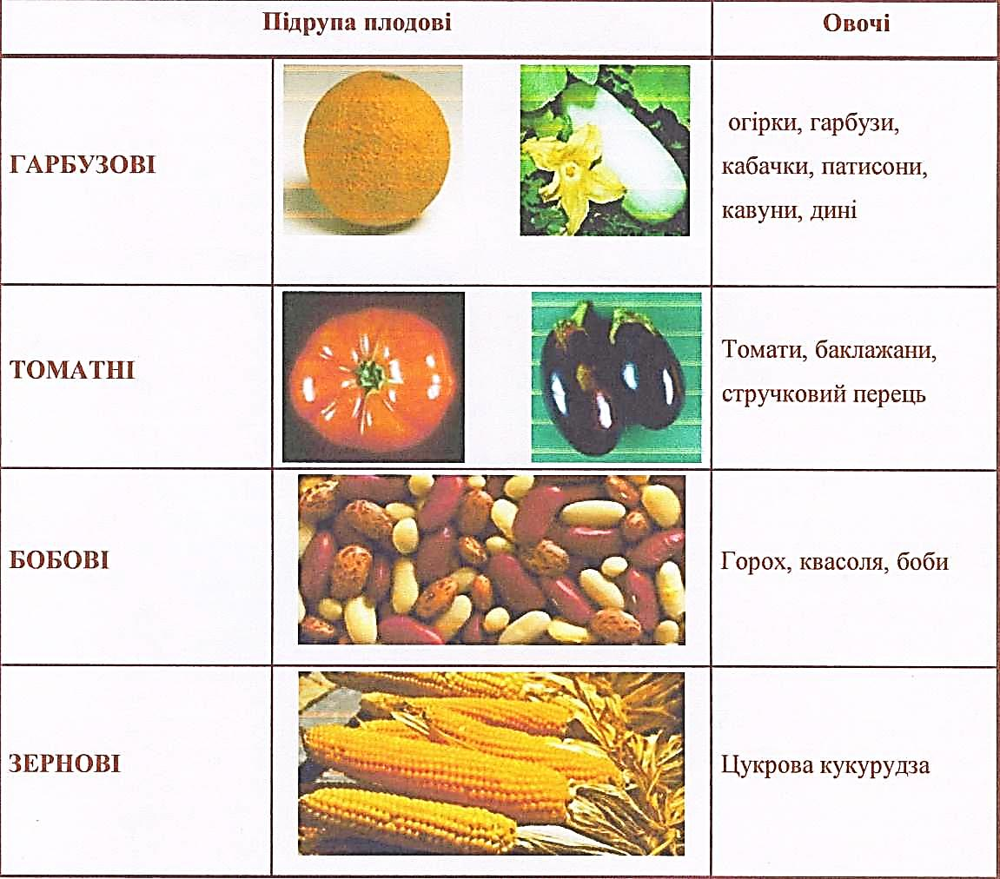 Підрупа плодові
Овочі
ГАРБУЗОВІ
огірки, гарбузи,
кабачки, патисони,
кавуни, дині
ТОМАТНІ
Томати, баклажани,
стручковий перець
БОБОВІ
Горох, квасоля, боби
ЗЕРНОВІ
Цукрова кукурудза